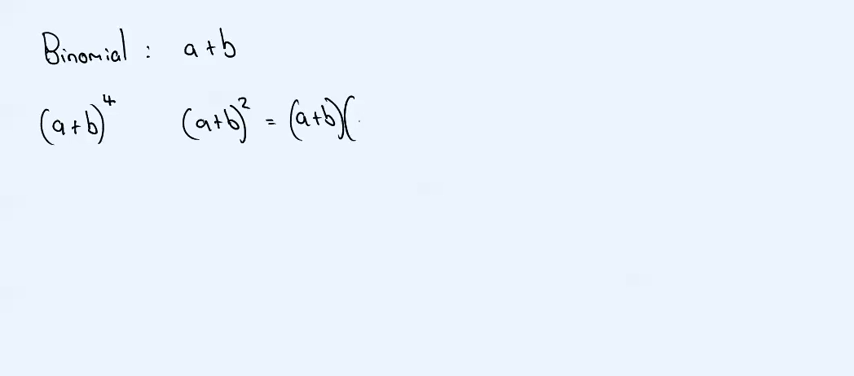 Binomial : a+b
(a+b)⁴ (a+b)² = (a+b)(